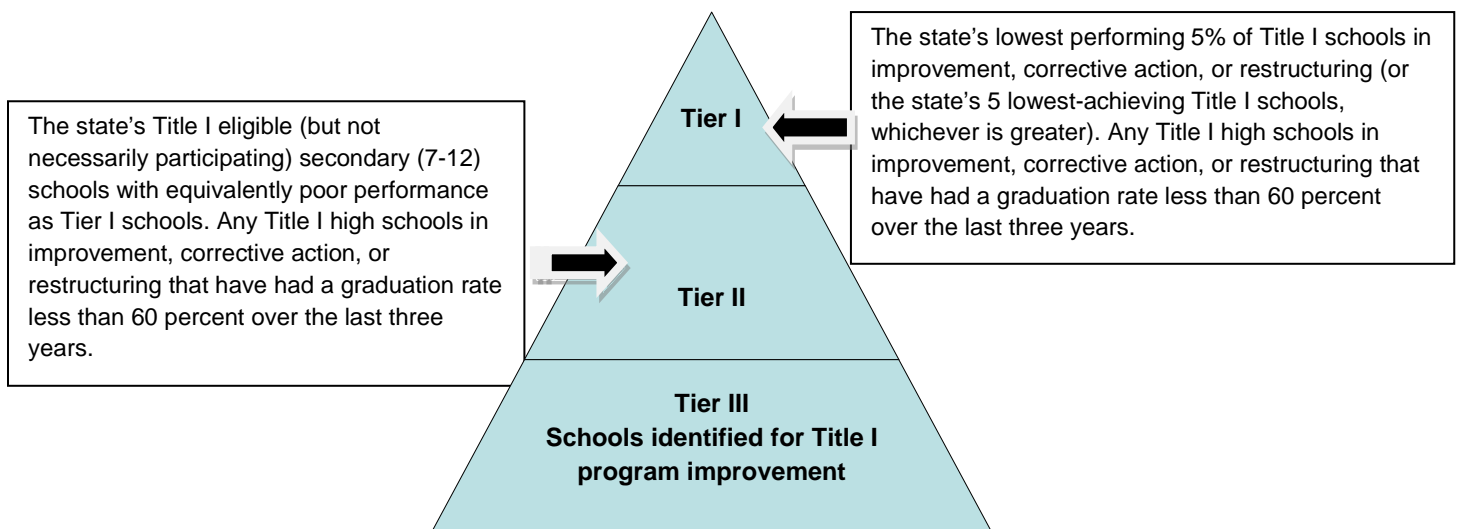 The state’s lowest performing 5% of Title I schools in
improvement, corrective action, or restructuring (or
the state’s 5 lowest-achieving Title I schools,
whichever is greater). Any Title I high schools in
improvement, corrective action, or restructuring that
have had a graduation rate less than 60 percent
over the last three years.
Tier I
The state’s Title I eligible (but not
necessarily participating) secondary (7-12)
schools with equivalently poor performance
as Tier I schools. Any Title I high schools in
improvement, corrective action, or
restructuring that have had a graduation rate
less than 60 percent over the last three
years.
Tier II
Tier III
Schools identified for Title I
program improvement